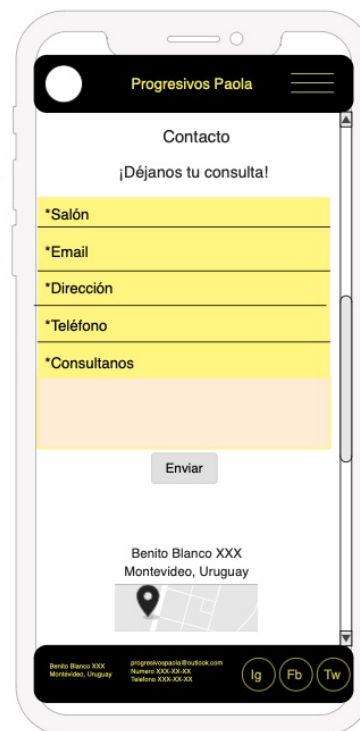 Progresivos Paola
Contacto
¡Déjanos tu consulta!
*Salón
*Email
*Dirección
*Teléfono
*Consultanos
Enviar
Benito Blanco XXX
Montevideo, Uruguay
Benito Blanco XXX
Montevideo, Uruguay
progresivospaola@outlook.com
Numero XXX-XX-XX
Telefono XXX-XX-XX
Ig
Fb
Tw